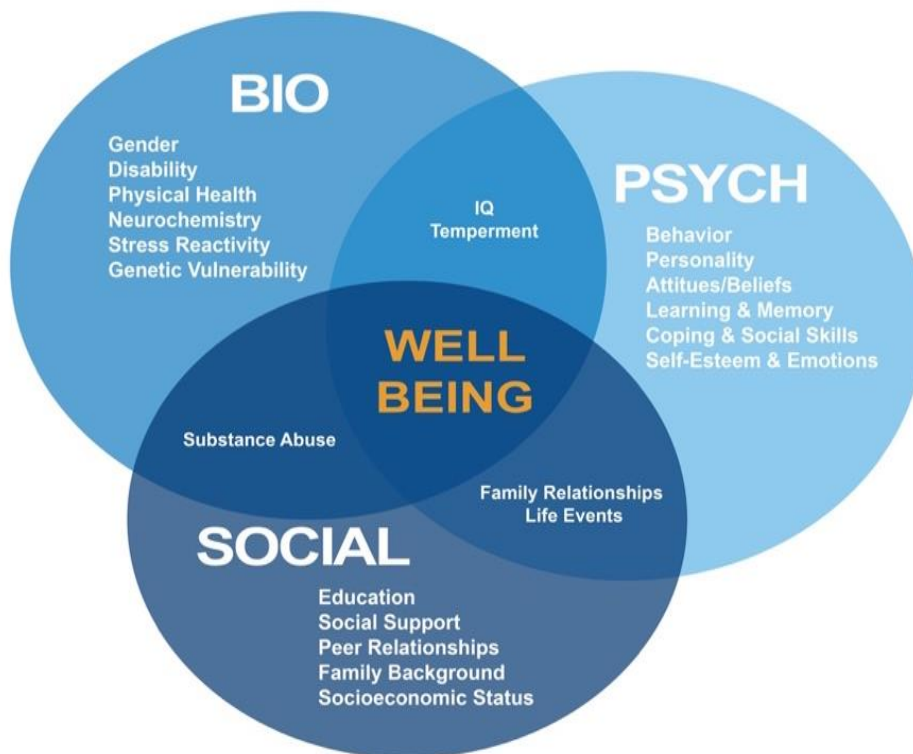 BIO
Gender
Disability
Physical Health
Neurochemistry
Stress Reactivity
Genetic Vulnerability
IQ
Temperment
PSYCH
Behavior
Personality
Attitues/Beliefs
Learning & Memory
Coping & Social Skills
Self-Esteem & Emotions
WELL
BEING
Substance Abuse
Family Relationships
Life Events
SOCIAL
Education
Social Support
Peer Relationships
Family Background
Socioeconomic Status